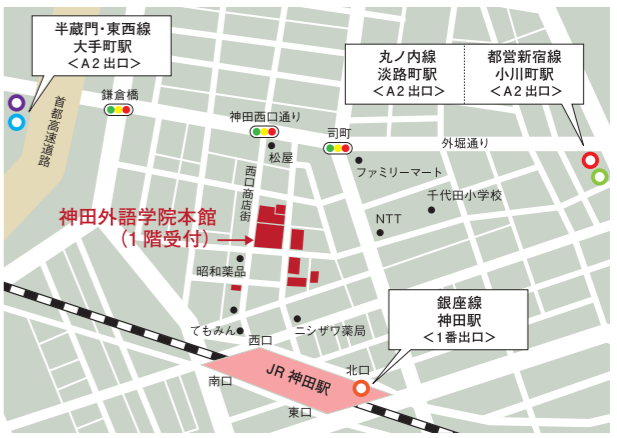 半蔵門・東西線
大手町駅
<A2出口>
丸ノ内線
淡路町駅
<A2出口>
都営新宿線
小川町駅
<A2出口>
首都高速道路
鎌倉橋
神田西口通り
司町
外堀通り
松屋
ファミリーマート
西口商店街
千代田小学校
神田外語学院本館
(1階受付)
NTT
昭和薬品
銀座線
神田駅
<1番出口>
てもみん
西口
ニシザワ薬局
南口
JR 神田駅
北口
東口